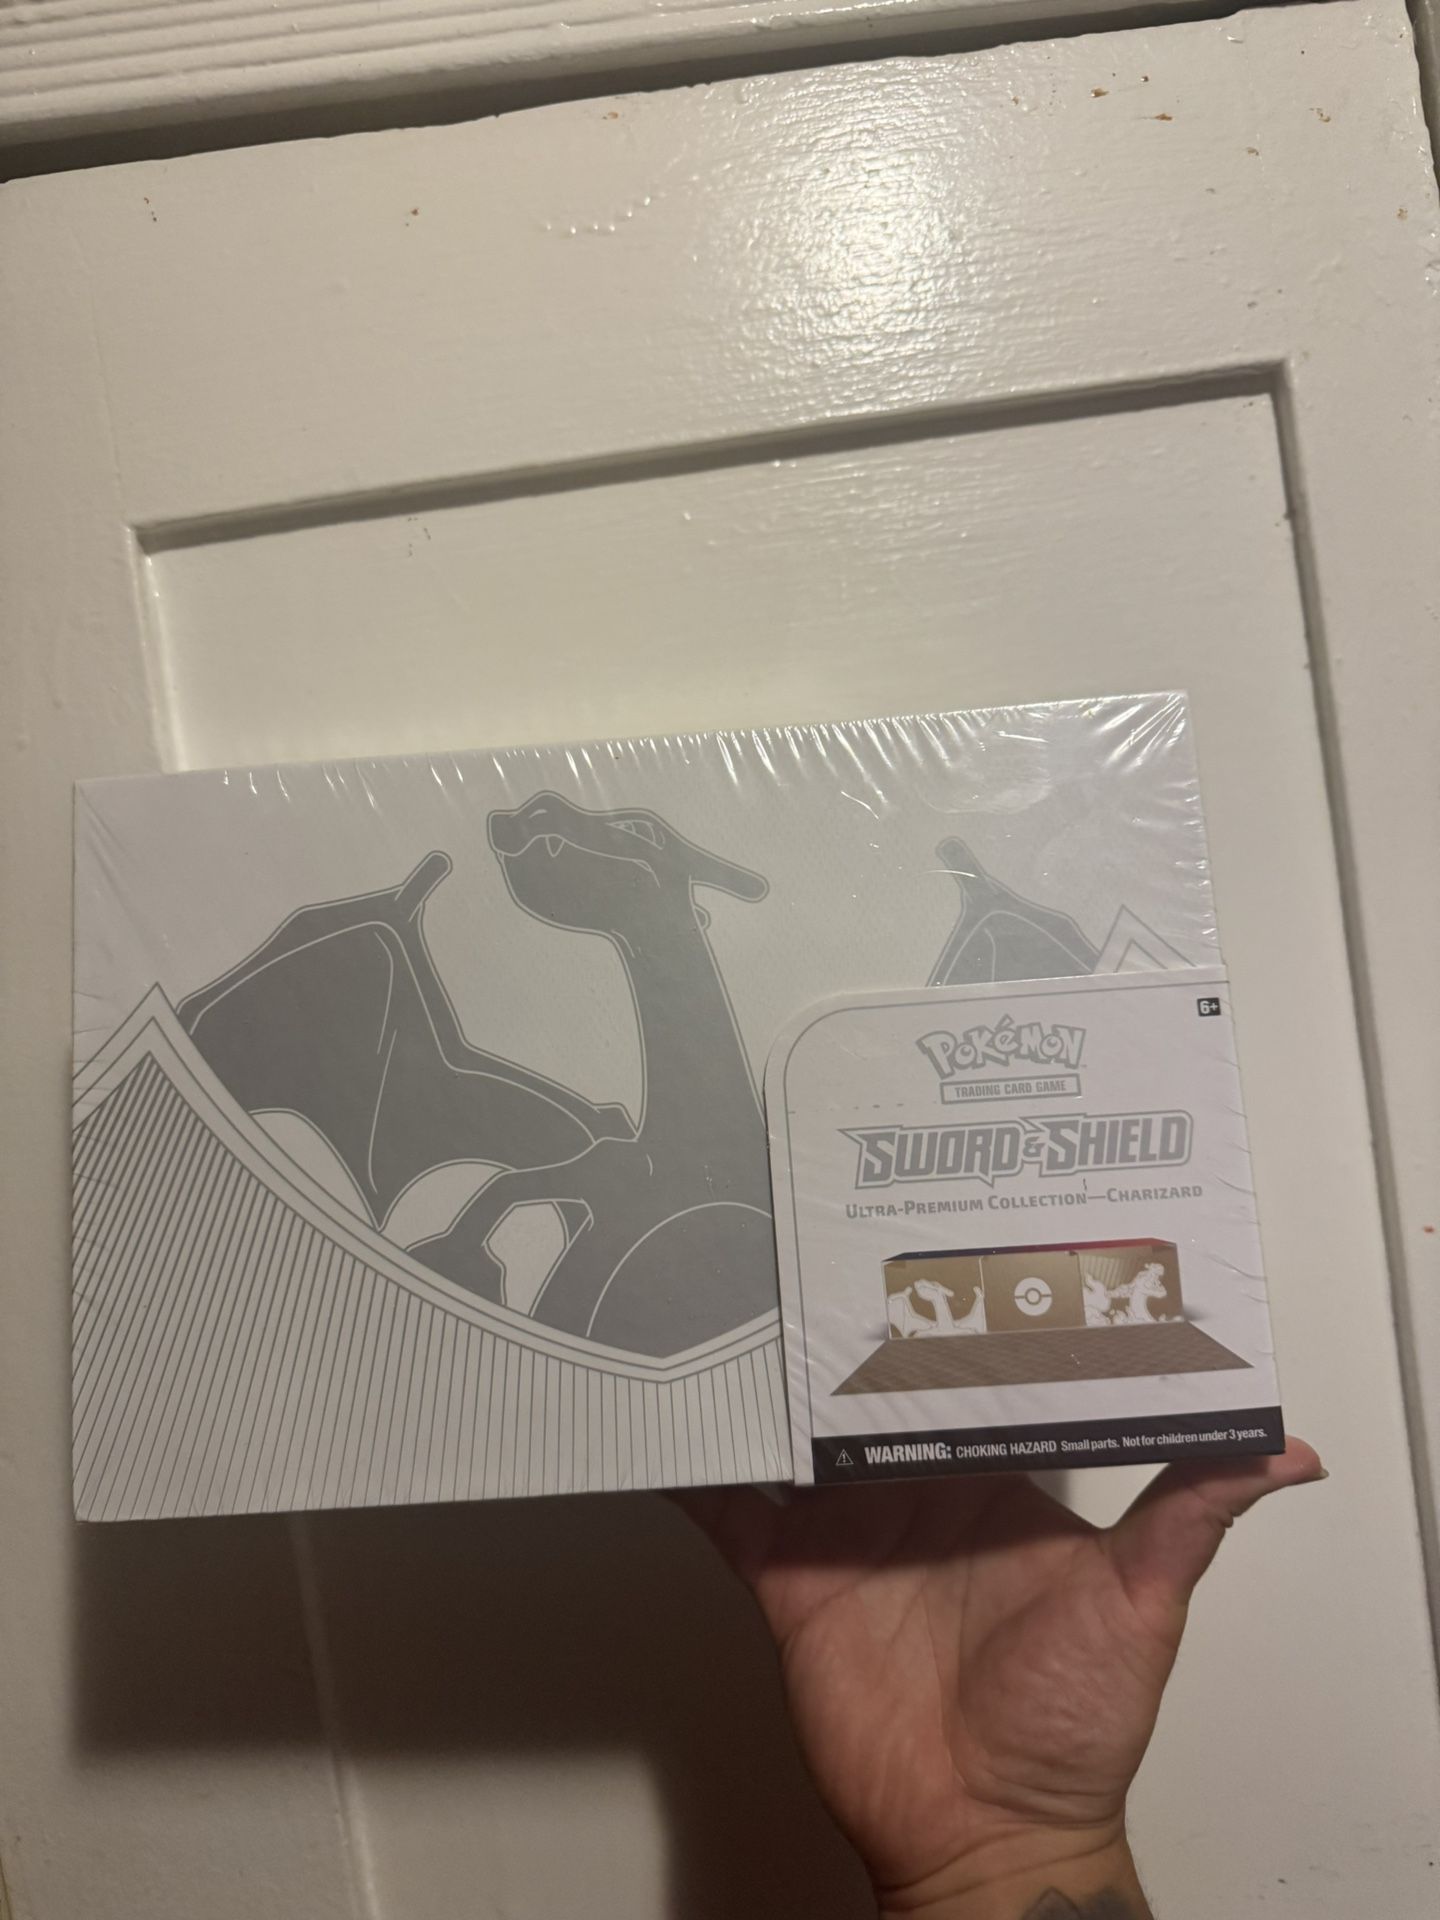 6+
POKéMON
TRADING CARD GAME
SWORD & SHIELD
ULTRA-PREMIUM COLLECTION—CHARIZARD
WARNING: CHOKING HAZARD Small parts. Not for children under 3 years.